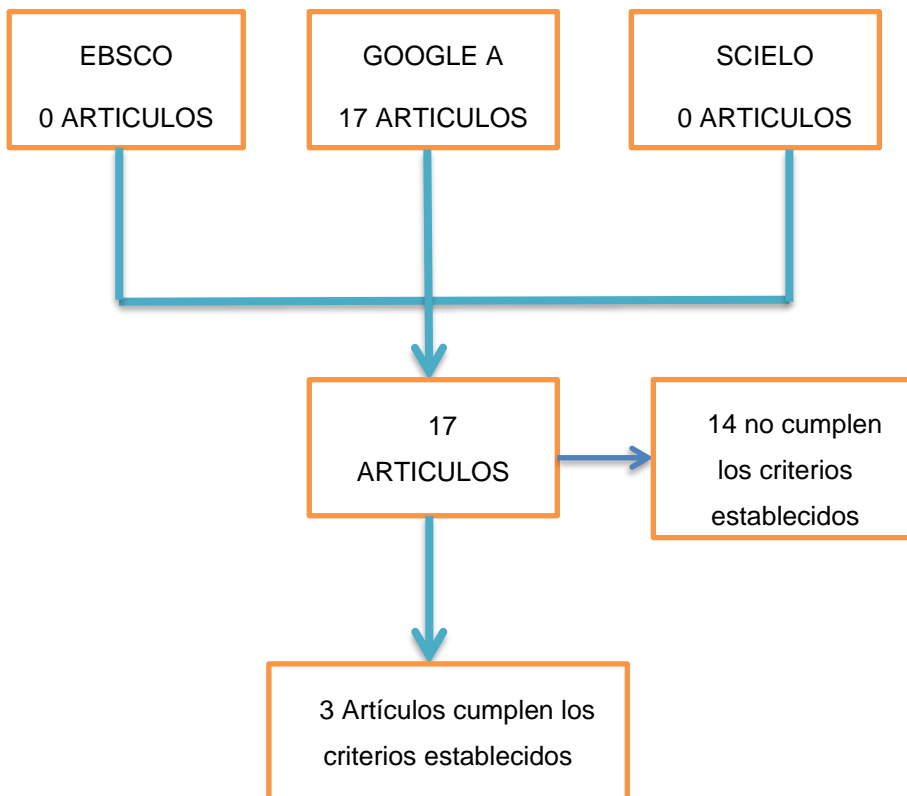 EBSCO
0 ARTICULOS
GOOGLE A
17 ARTICULOS
SCIELO
0 ARTICULOS
17
ARTICULOS
14 no cumplen
los criterios
establecidos
3 Artículos cumplen los
criterios establecidos